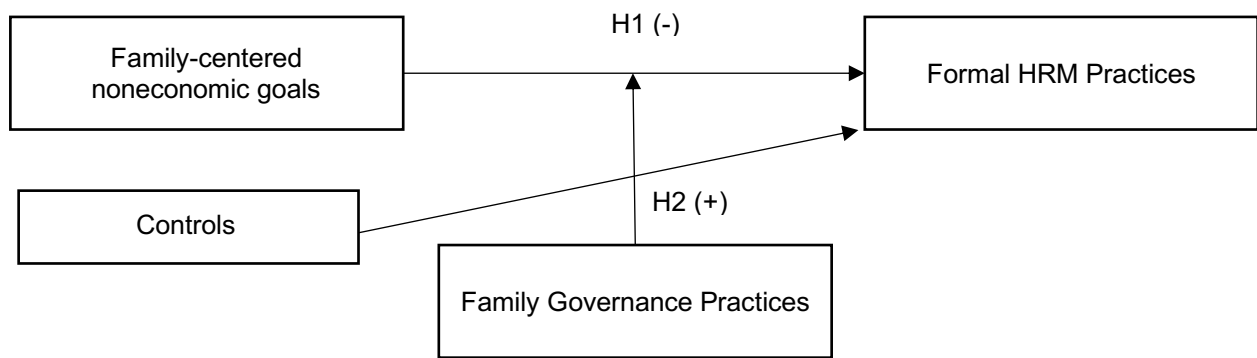 H1 (-)
Family-centered
noneconomic goals
Formal HRM Practices
Controls
H2 (+)
Family Governance Practices